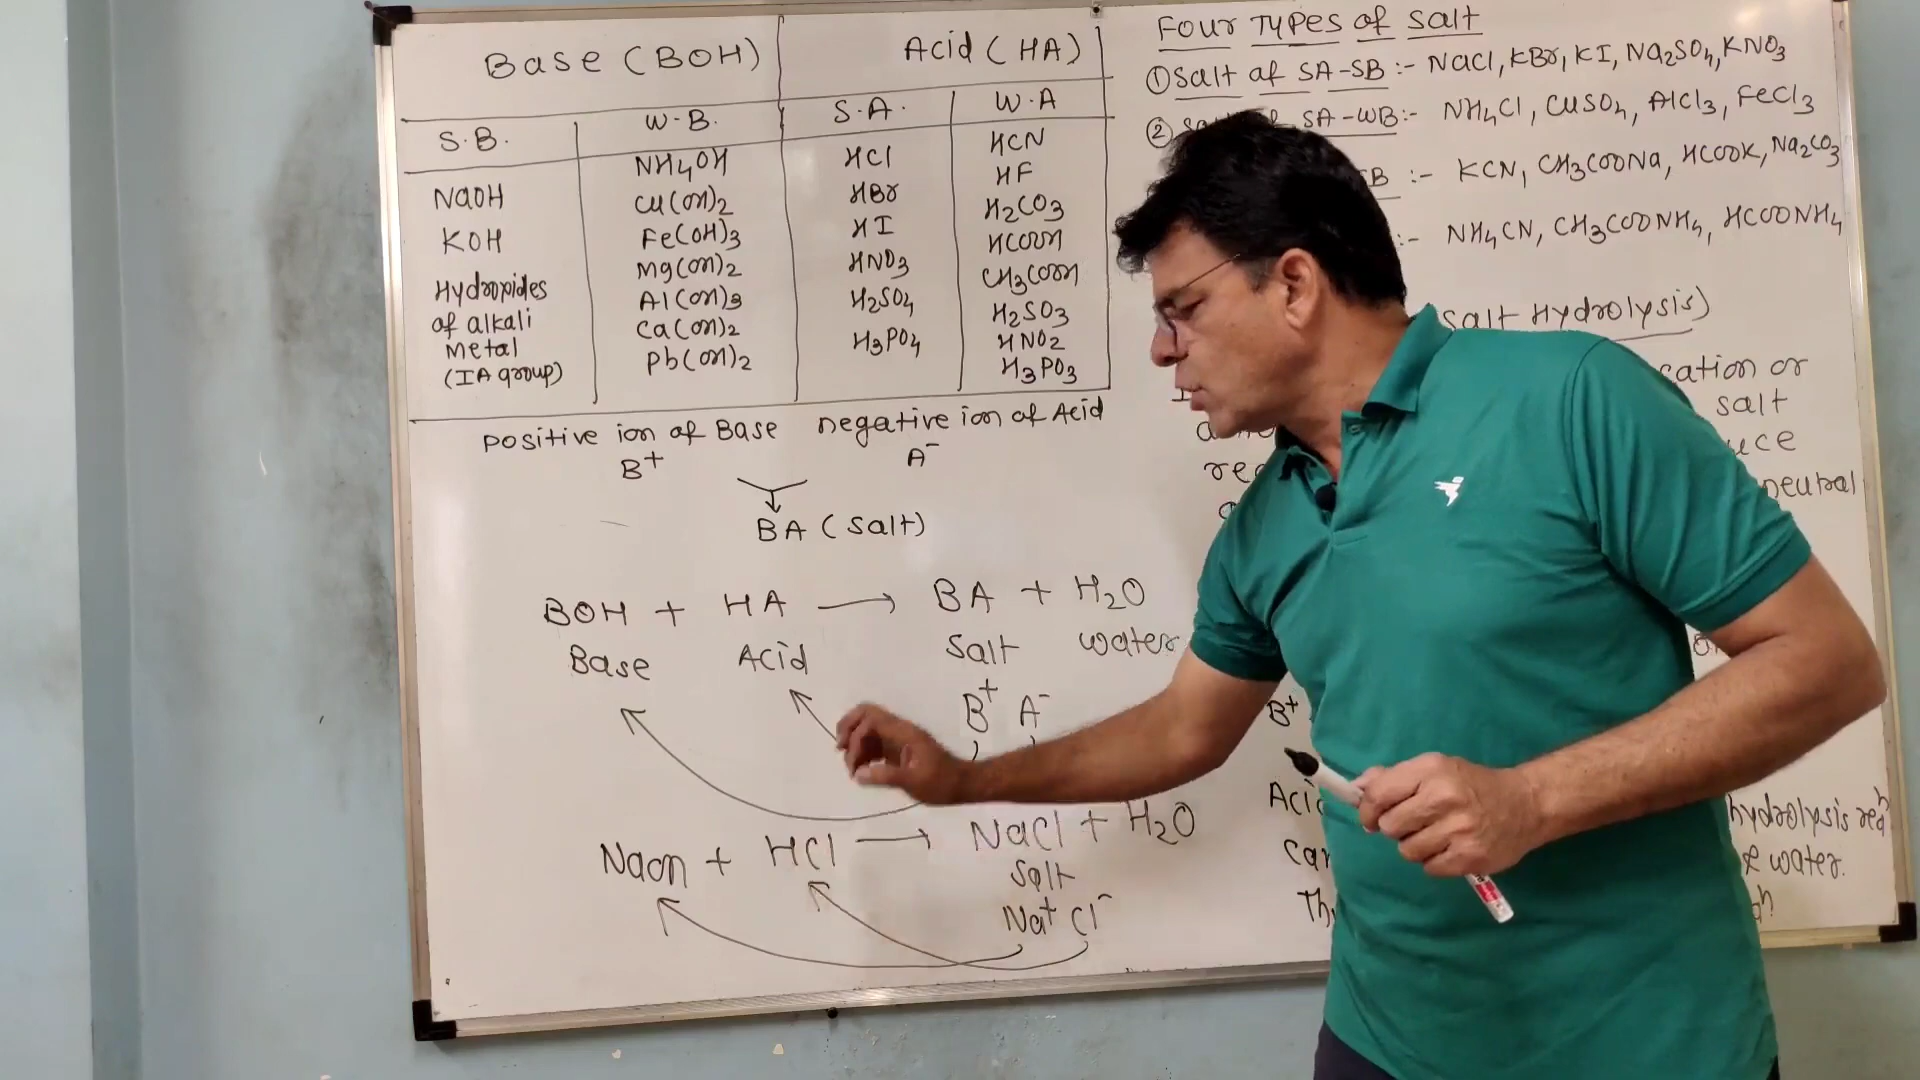 Base (BOH)
Acid (HA)
S.B.
W.B.
S.A.
W.A
NaOH
KOH
Hydroxides
of alkali
metal
(IA group)
NH4OH
Cu(OH)2
Fe(OH)3
Mg(OH)2
Al(OH)3
Ca(OH)2
Pb(OH)2
HCl
HBr
HI
HNO3
H2SO4
H3PO4
HCN
HF
H2CO3
HCOOH
CH3COOH
H2SO3
HNO2
H3PO3
positive ion of Base
B+
negative ion of Acid
A-
BA (salt)
BOH + HA → BA + H2O
Base Acid Salt water
B+ A-
NaOH + HCl → NaCl + H2O
Salt
Na+ Cl-
Four Types of Salt
① Salt of SA-SB :- NaCl, KBr, KI, Na2SO4, KNO3
② SA-WB:- NH4Cl, CuSO4, AlCl3, FeCl3
:- KCN, CH3COONa, HCOOK, Na2CO3
:- NH4CN, CH3COONH4, HCOONH4
Salt Hydrolysis)
cation or
salt
neutral
B+
hydrolysis
& water.